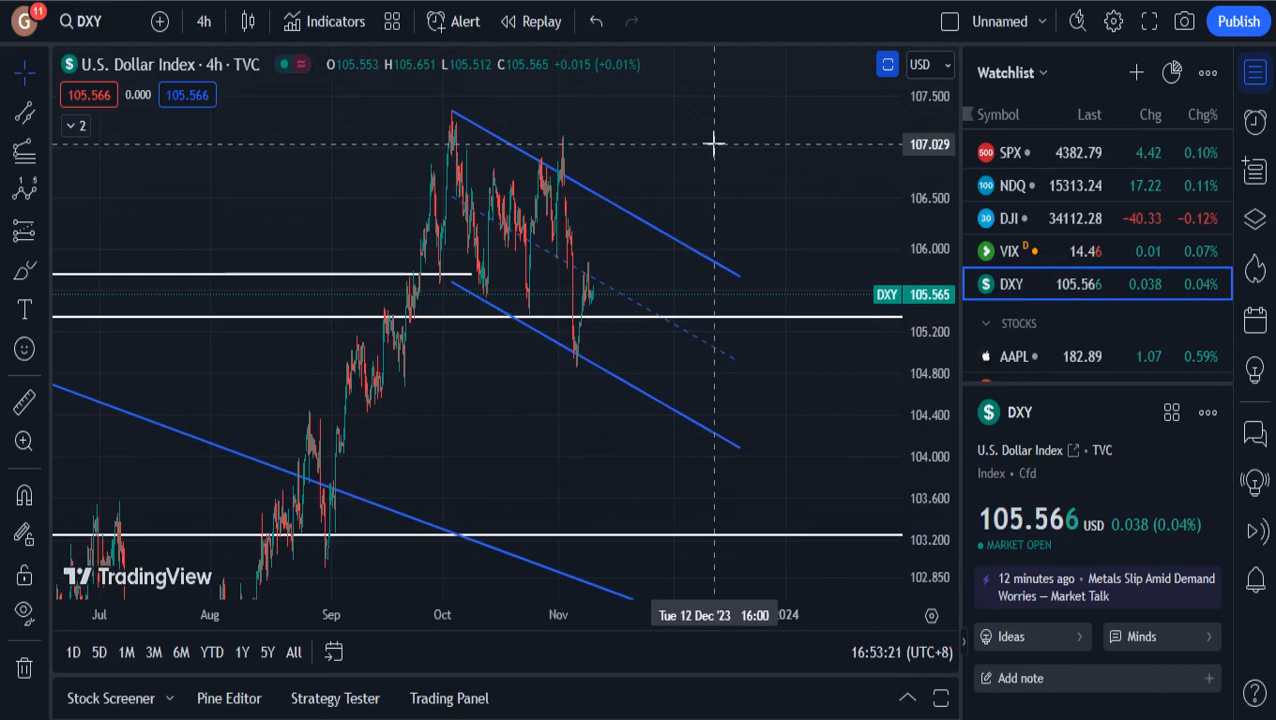 G
11
DXY
4h
Indicators
Alert
Replay
Unnamed
Publish
U.S. Dollar Index · 4h · TVC
O105.553 H105.651 L105.512 C105.565 +0.015 (+0.01%)
USD
105.566
0.000
105.566
2
107.500
107.029
106.500
106.000
DXY 105.565
105.200
104.800
104.400
104.000
103.600
103.200
102.850
TradingView
Jul
Aug
Sep
Oct
Nov
Tue 12 Dec '23 16:00
2024
1D 5D 1M 3M 6M YTD 1Y 5Y All
16:53:21 (UTC+8)
Stock Screener
Pine Editor
Strategy Tester
Trading Panel
Watchlist
Symbol Last Chg Chg%
500 SPX 4382.79 4.42 0.10%
100 NDQ 15313.24 17.22 0.11%
30 DJI 34112.28 −40.33 −0.12%
VIX D 14.46 0.01 0.07%
$ DXY 105.566 0.038 0.04%
STOCKS
AAPL 182.89 1.07 0.59%
$ DXY
U.S. Dollar Index · TVC
Index · Cfd
105.566 USD 0.038 (0.04%)
MARKET OPEN
12 minutes ago · Metals Slip Amid Demand
Worries — Market Talk
Ideas
Minds
Add note